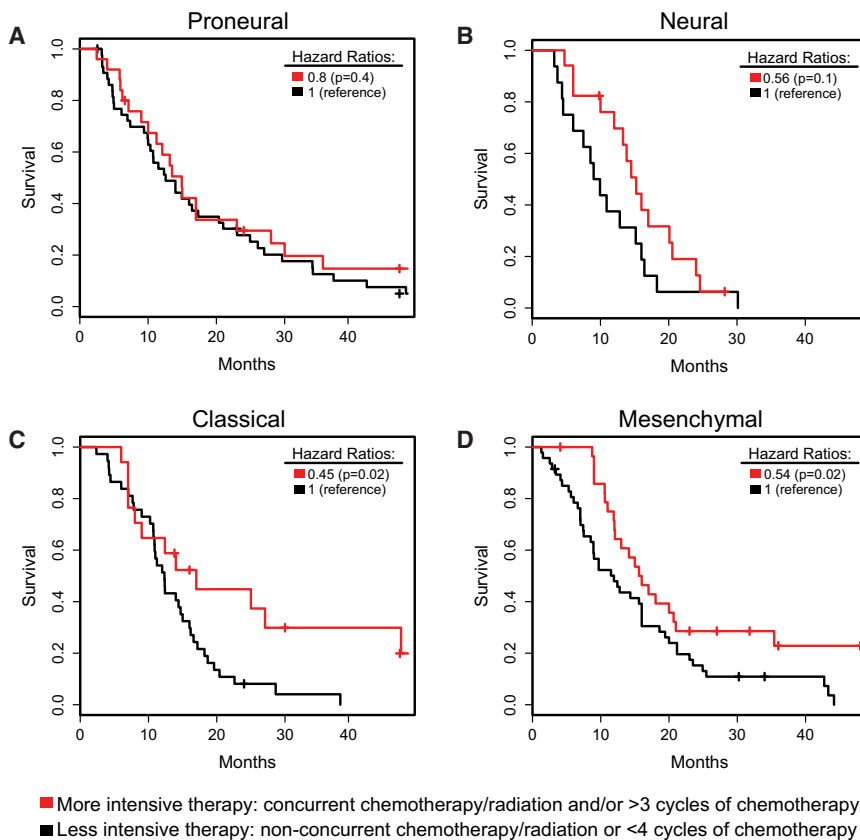 A
Proneural
Hazard Ratios:
0.8 (p=0.4)
1 (reference)
1.0
0.8
0.6
0.4
0.2
0.0
Survival
0 10 20 30 40
Months
B
Neural
Hazard Ratios:
0.56 (p=0.1)
1 (reference)
1.0
0.8
0.6
0.4
0.2
0.0
Survival
0 10 20 30 40
Months
C
Classical
Hazard Ratios:
0.45 (p=0.02)
1 (reference)
1.0
0.8
0.6
0.4
0.2
0.0
Survival
0 10 20 30 40
Months
D
Mesenchymal
Hazard Ratios:
0.54 (p=0.02)
1 (reference)
1.0
0.8
0.6
0.4
0.2
0.0
Survival
0 10 20 30 40
Months
More intensive therapy: concurrent chemotherapy/radiation and/or >3 cycles of chemotherapy
Less intensive therapy: non-concurrent chemotherapy/radiation or <4 cycles of chemotherapy